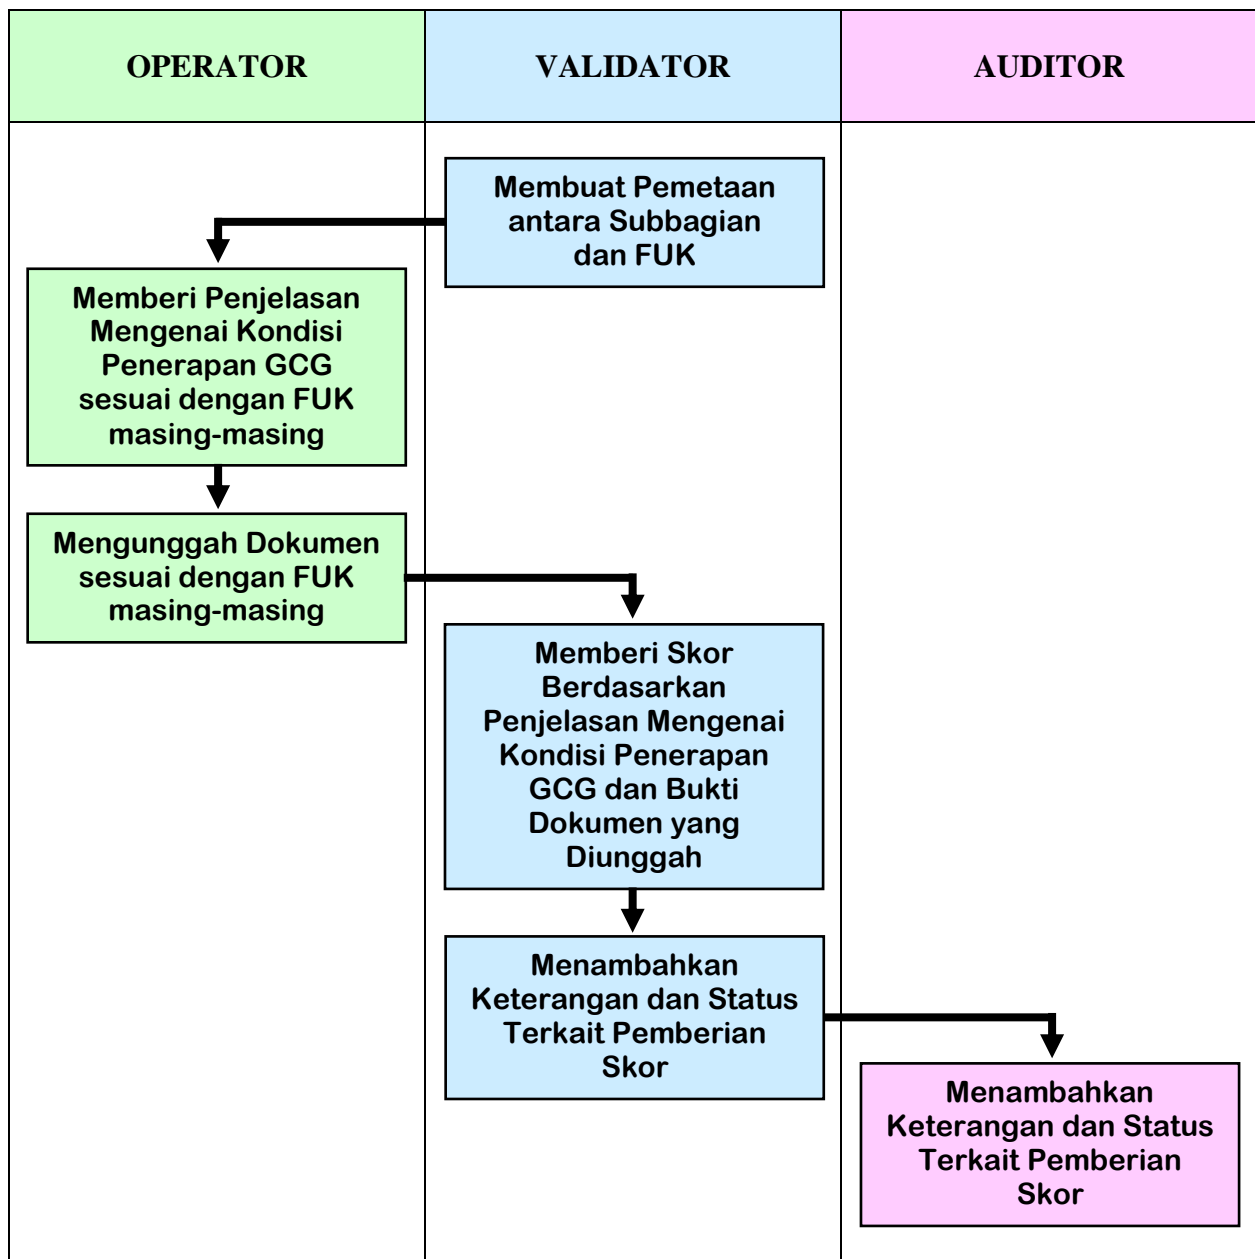 OPERATOR
VALIDATOR
AUDITOR
Membuat Pemetaan
antara Subbagian
dan FUK
Memberi Penjelasan
Mengenai Kondisi
Penerapan GCG
sesuai dengan FUK
masing-masing
Mengunggah Dokumen
sesuai dengan FUK
masing-masing
Memberi Skor
Berdasarkan
Penjelasan Mengenai
Kondisi Penerapan
GCG dan Bukti
Dokumen yang
Diunggah
Menambahkan
Keterangan dan Status
Terkait Pemberian
Skor
Menambahkan
Keterangan dan Status
Terkait Pemberian
Skor